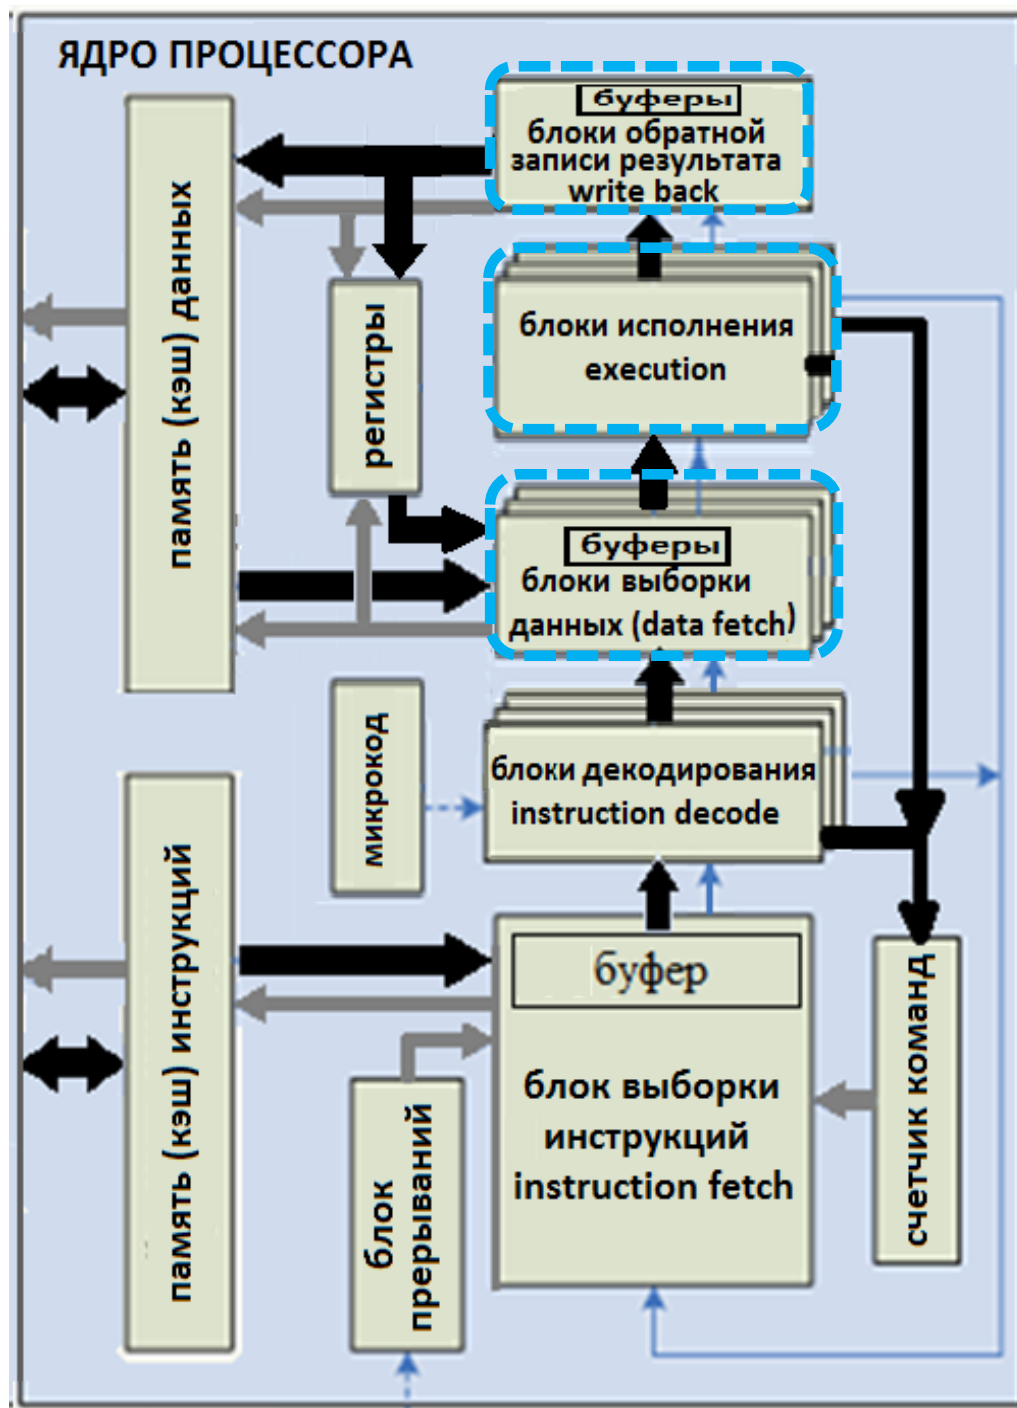 ЯДРО ПРОЦЕССОРА
буферы
блоки обратной
записи результата
write back
память (кэш) данных
регистры
блоки исполнения
execution
буферы
блоки выборки
данных (data fetch)
микрокод
блоки декодирования
instruction decode
память (кэш) инструкций
буфер
блок выборки
инструкций
instruction fetch
блок
прерываний
счетчик команд